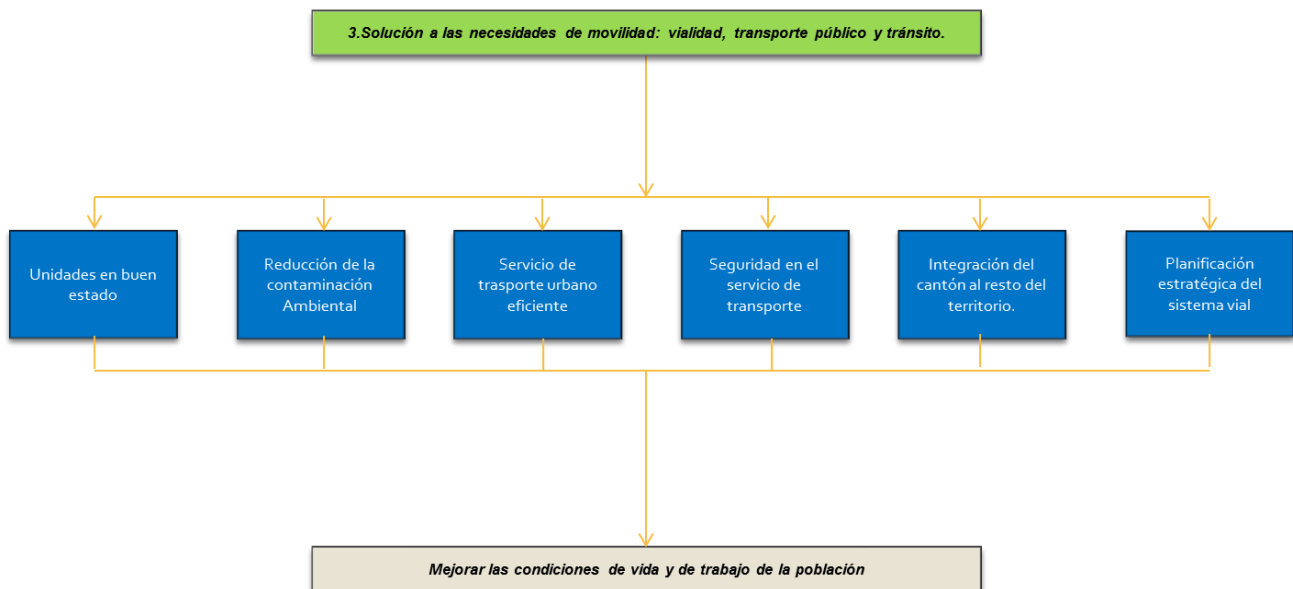 3.Solución a las necesidades de movilidad: vialidad, transporte público y tránsito.
Unidades en buen
estado
Reducción de la
contaminación
Ambiental
Servicio de
trasporte urbano
eficiente
Seguridad en el
servicio de
transporte
Integración del
cantón al resto del
territorio.
Planificación
estratégica del
sistema vial
Mejorar las condiciones de vida y de trabajo de la población